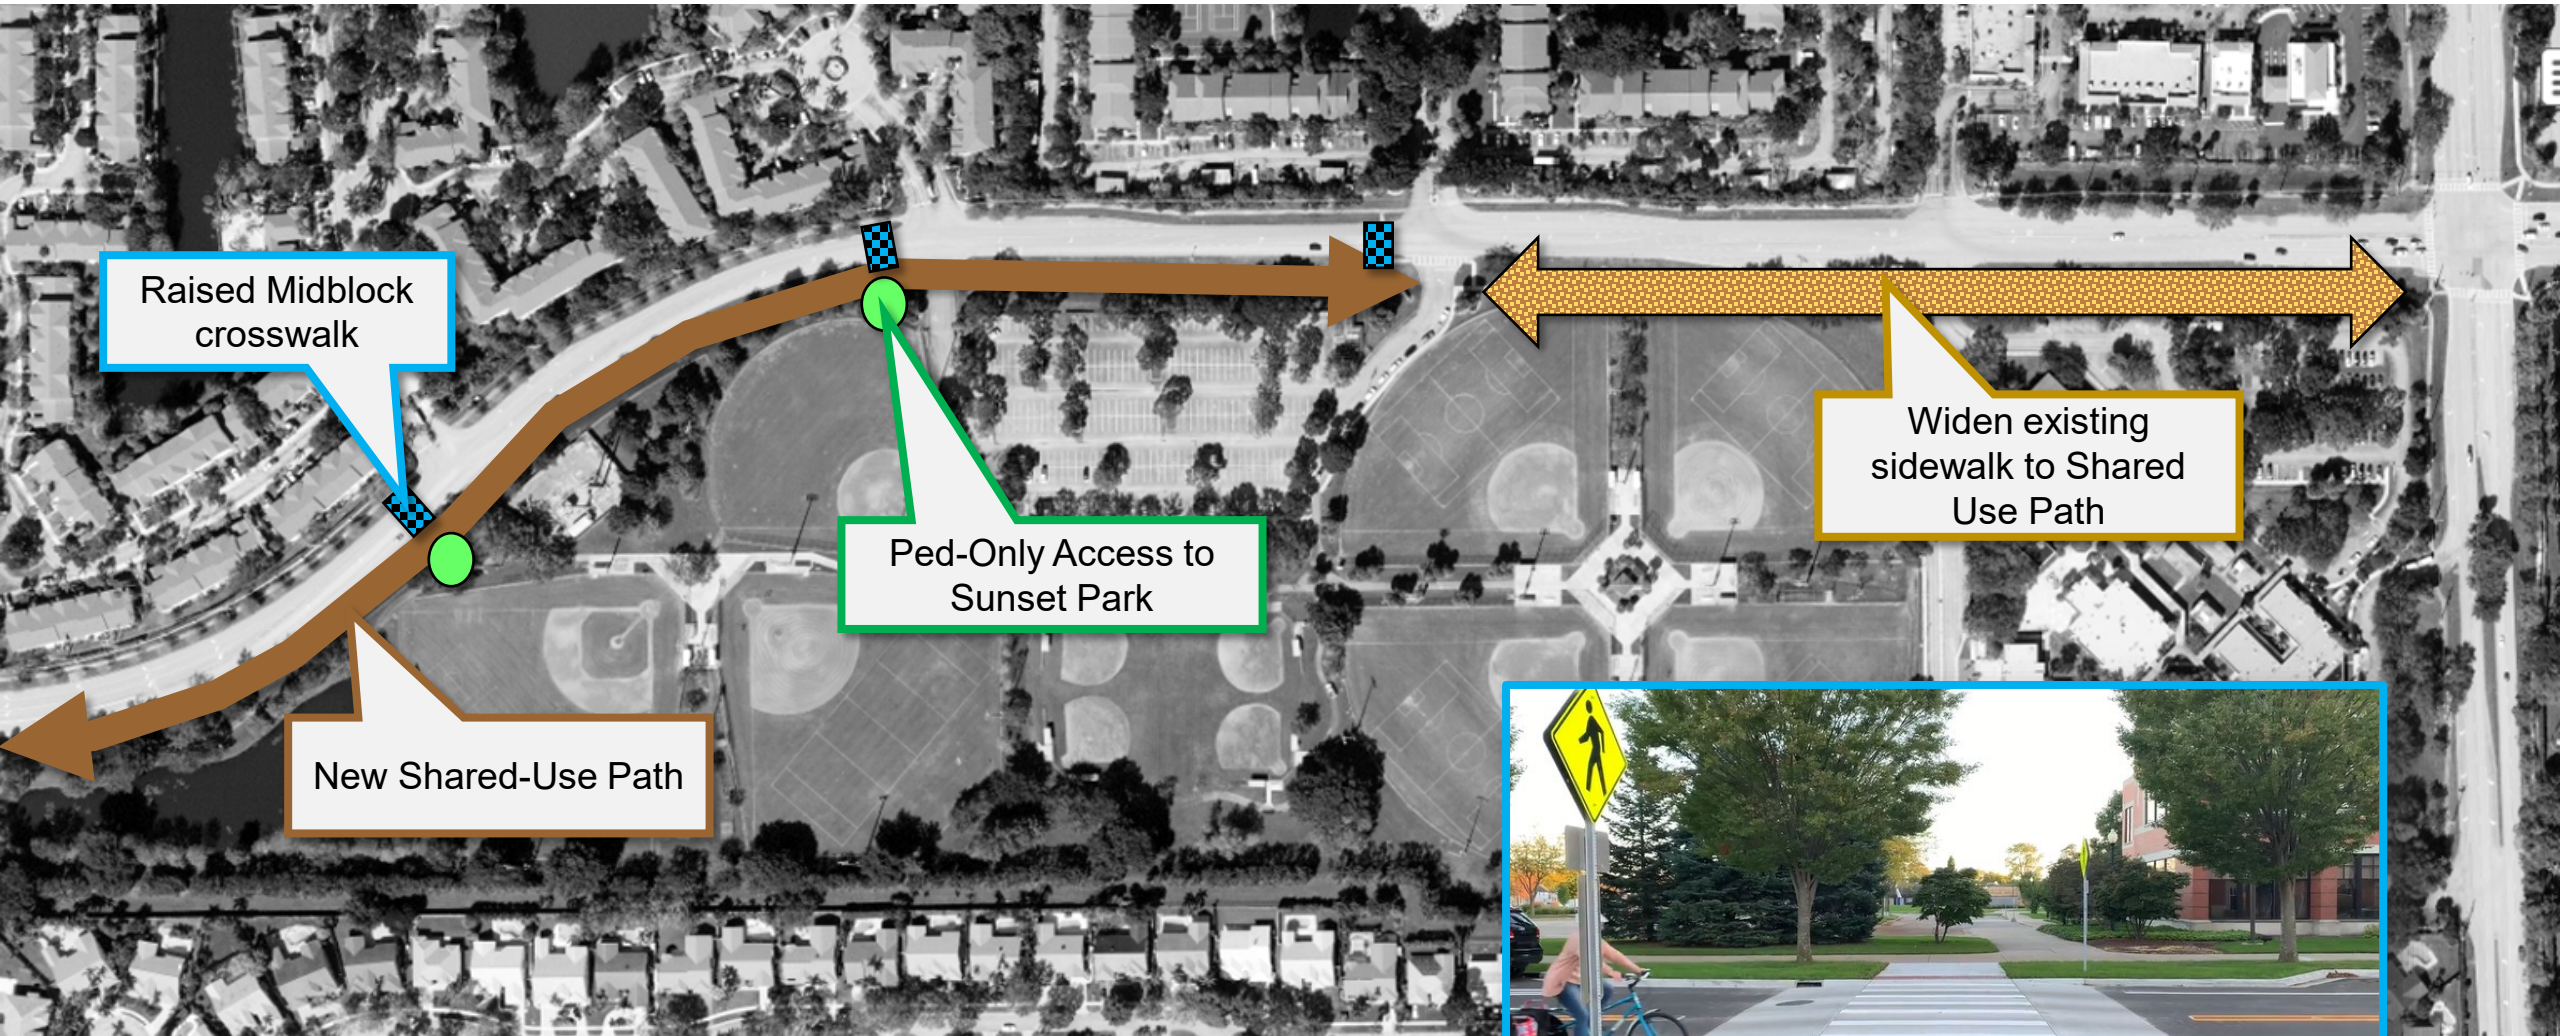 Raised Midblock
crosswalk
Ped-Only Access to
Sunset Park
Widen existing
sidewalk to Shared
Use Path
New Shared-Use Path